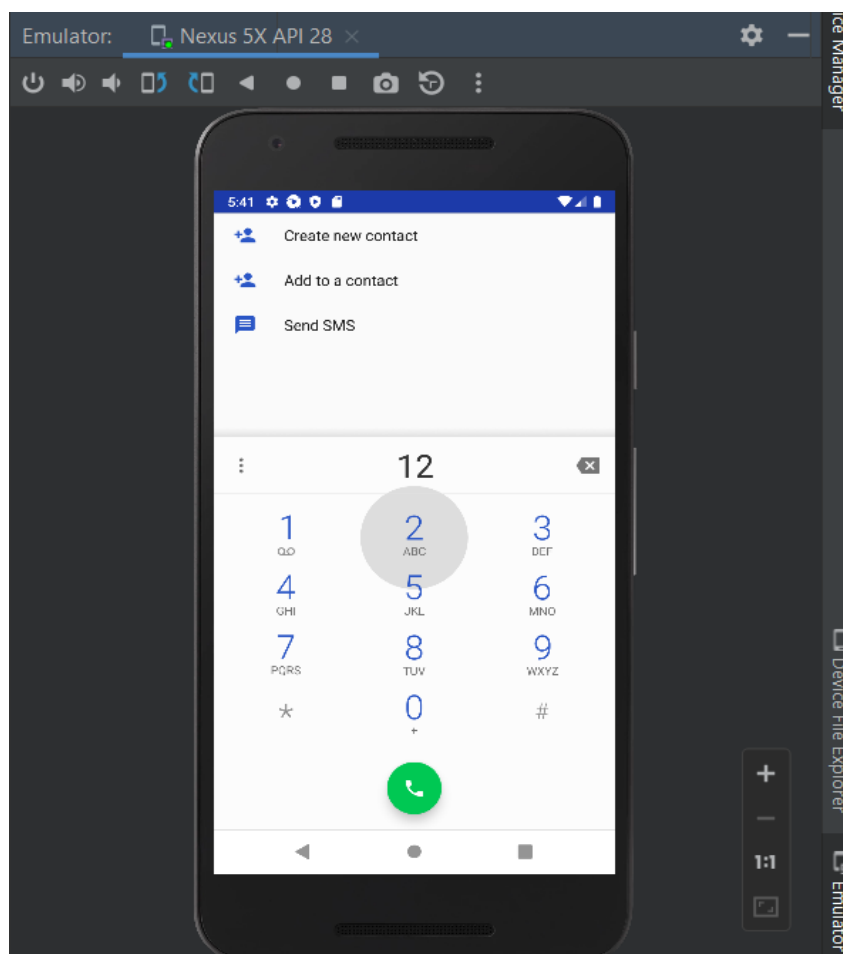 Emulator: Nexus 5X API 28
ice Manager
5:41
Create new contact
Add to a contact
Send SMS
12
1 2 3
ABC DEF
4 5 6
GHI JKL MNO
7 8 9
PQRS TUV WXYZ
* 0 #
+
1:1
Device File Explorer
Emulator